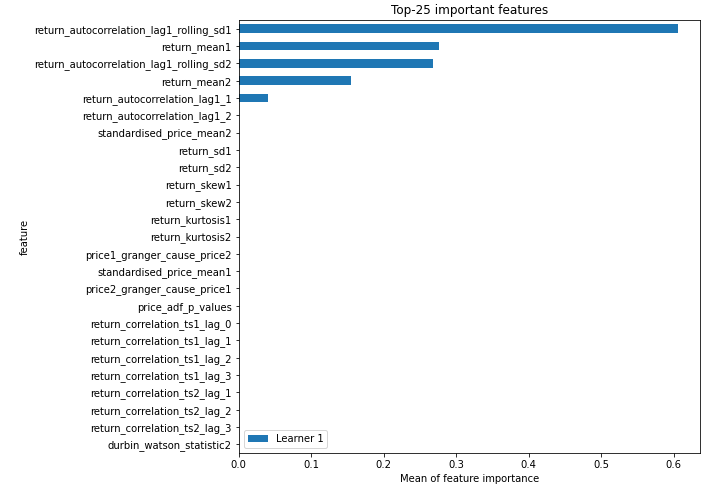 Top-25 important features
return_autocorrelation_lag1_rolling_sd1
return_mean1
return_autocorrelation_lag1_rolling_sd2
return_mean2
return_autocorrelation_lag1_1
return_autocorrelation_lag1_2
standardised_price_mean2
return_sd1
return_sd2
return_skew1
return_skew2
return_kurtosis1
return_kurtosis2
price1_granger_cause_price2
standardised_price_mean1
price2_granger_cause_price1
price_adf_p_values
return_correlation_ts1_lag_0
return_correlation_ts1_lag_1
return_correlation_ts1_lag_2
return_correlation_ts1_lag_3
return_correlation_ts2_lag_1
return_correlation_ts2_lag_2
return_correlation_ts2_lag_3
durbin_watson_statistic2
feature
Learner 1
0.0 0.1 0.2 0.3 0.4 0.5 0.6
Mean of feature importance